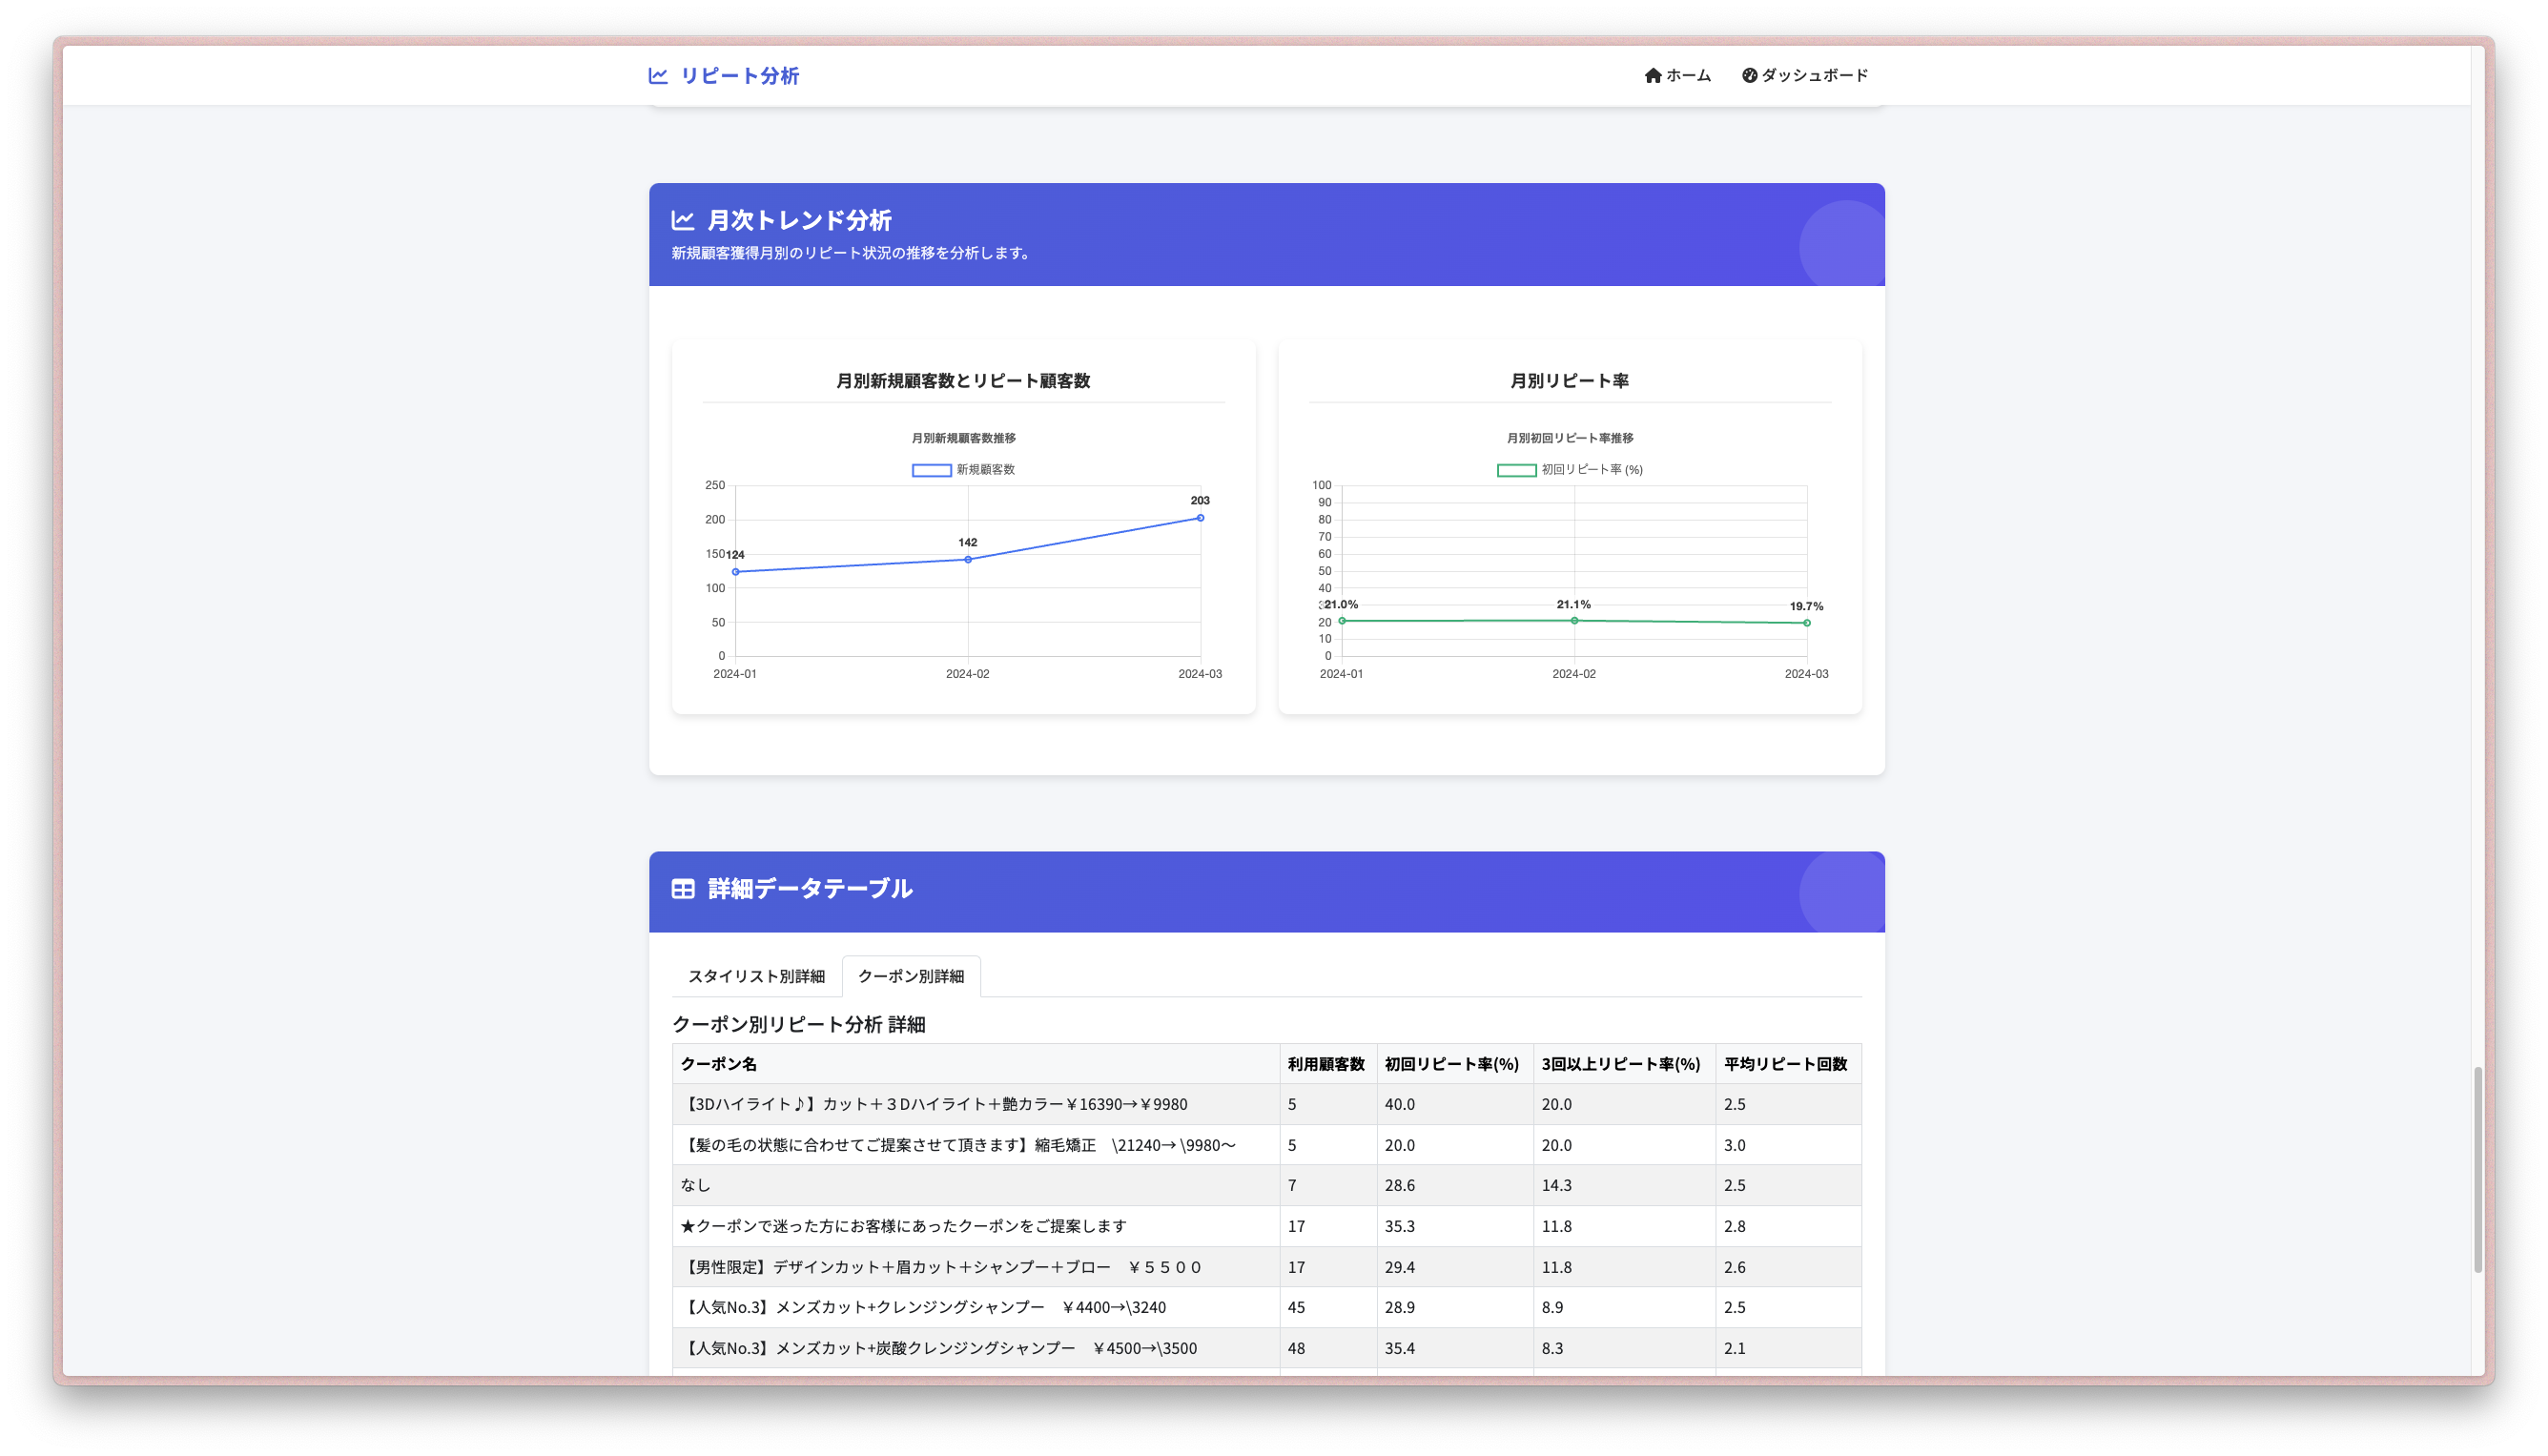 リピート分析
ホーム ダッシュボード
月次トレンド分析
新規顧客獲得月別のリピート状況の推移を分析します。
月別新規顧客数とリピート顧客数
月別新規顧客数推移
新規顧客数
250
200
150
100
50
0
124
142
203
2024-01 2024-02 2024-03
月別リピート率
月別初回リピート率推移
初回リピート率 (%)
100
90
80
70
60
50
40
20
10
0
21.0%
21.1%
19.7%
2024-01 2024-02 2024-03
詳細データテーブル
スタイリスト別詳細 クーポン別詳細
クーポン別リピート分析 詳細
クーポン名 利用顧客数 初回リピート率(%) 3回以上リピート率(%) 平均リピート回数
【3Dハイライト♪】カット＋３Dハイライト＋艶カラー￥16390→￥9980 5 40.0 20.0 2.5
【髪の毛の状態に合わせてご提案させて頂きます】縮毛矯正　\21240→ \9980～ 5 20.0 20.0 3.0
なし 7 28.6 14.3 2.5
★クーポンで迷った方にお客様にあったクーポンをご提案します 17 35.3 11.8 2.8
【男性限定】デザインカット＋眉カット＋シャンプー＋ブロー　￥５５００ 17 29.4 11.8 2.6
【人気No.3】メンズカット+クレンジングシャンプー　￥4400→\3240 45 28.9 8.9 2.5
【人気No.3】メンズカット+炭酸クレンジングシャンプー　￥4500→\3500 48 35.4 8.3 2.1